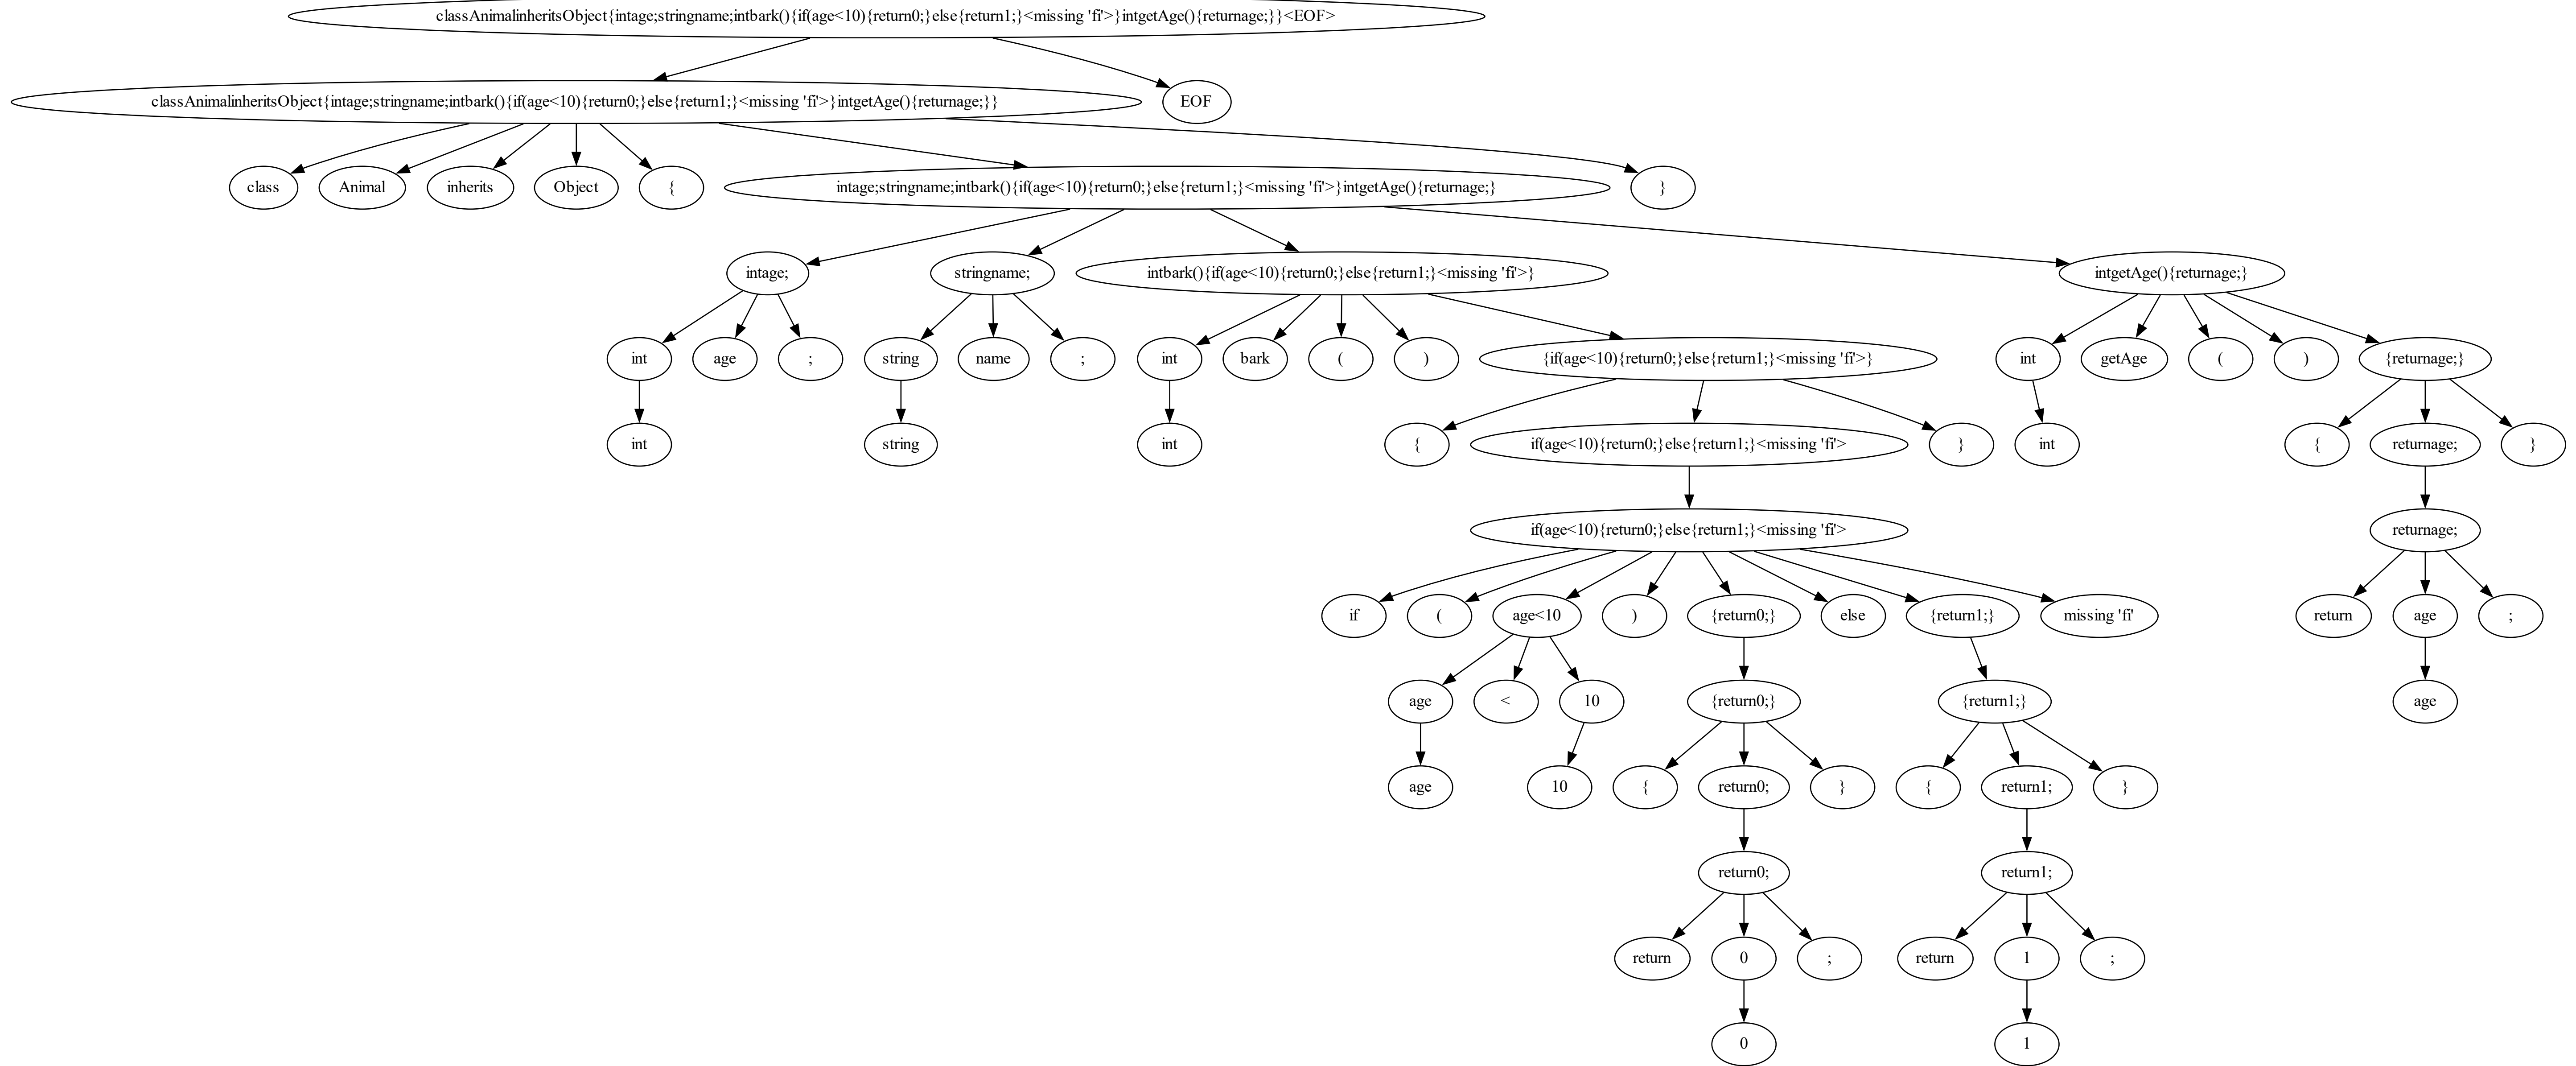 classAnimalinheritsObject{intage;stringname;intbark(){if(age<10){return0;}else{return1;}<missing 'fi'>}intgetAge(){returnage;}}<EOF>
classAnimalinheritsObject{intage;stringname;intbark(){if(age<10){return0;}else{return1;}<missing 'fi'>}intgetAge(){returnage;}}
EOF
class
Animal
inherits
Object
{
intage;stringname;intbark(){if(age<10){return0;}else{return1;}<missing 'fi'>}intgetAge(){returnage;}
}
intage;
stringname;
intbark(){if(age<10){return0;}else{return1;}<missing 'fi'>}
intgetAge(){returnage;}
int
age
;
string
name
;
int
bark
(
)
{if(age<10){return0;}else{return1;}<missing 'fi'>}
int
getAge
(
)
{returnage;}
int
string
int
{
if(age<10){return0;}else{return1;}<missing 'fi'>
}
int
{
returnage;
}
if(age<10){return0;}else{return1;}<missing 'fi'>
returnage;
if
(
age<10
)
{return0;}
else
{return1;}
missing 'fi'
return
age
;
age
<
10
{return0;}
{return1;}
age
age
10
{
return0;
}
{
return1;
}
return0;
return1;
return
0
;
return
1
;
0
1